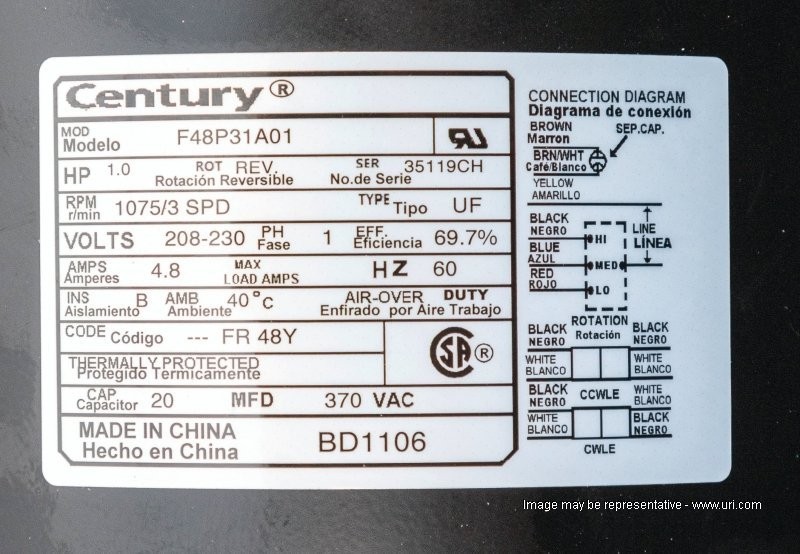 Century®
MOD Modelo F48P31A01
HP 1.0 ROT REV. SER 35119CH
Rotación Reversible No.de Serie
RPM r/min 1075/3 SPD TYPE Tipo UF
VOLTS 208-230 PH Fase 1 EFF. Eficiencia 69.7%
AMPS Amperes 4.8 MAX LOAD AMPS HZ 60
INS Aislamiento B AMB Ambiente 40°C AIR-OVER DUTY
Enfirado por Aire Trabajo
CODE Código --- FR 48Y
THERMALLY PROTECTED
Protegido Termicamente
SA ®
CAP Capacitor 20 MFD 370 VAC
MADE IN CHINA
Hecho en China
BD1106
CONNECTION DIAGRAM
Diagrama de conexión
BROWN SEP.CAP.
Marron
BRN/WHT
Café/Blanco
YELLOW
AMARILLO
BLACK
NEGRO HI
LINE
LÍNEA
BLUE
AZUL MED
RED
ROJO LO
ROTATION
Rotación
BLACK NEGRO BLACK NEGRO
WHITE BLANCO WHITE BLANCO
BLACK NEGRO CCWLE WHITE BLANCO
WHITE BLANCO BLACK NEGRO
CWLE
Image may be representative - www.uri.com